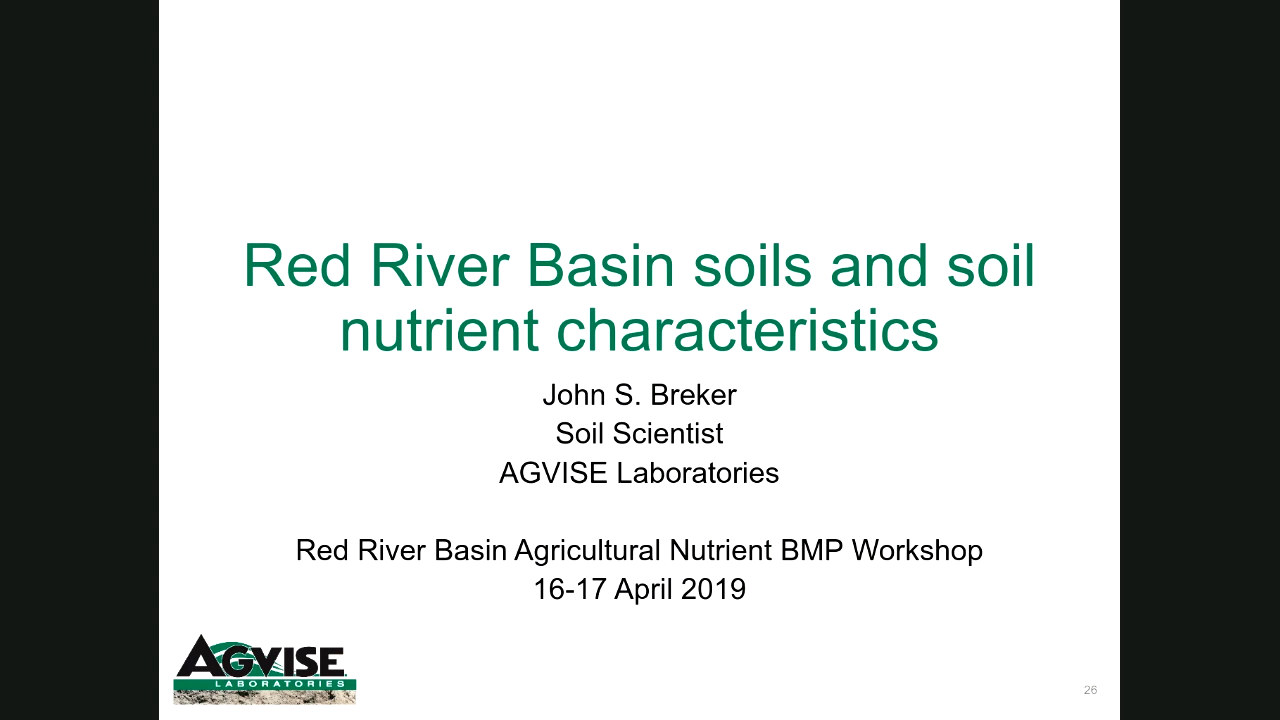 Red River Basin soils and soil
nutrient characteristics
John S. Breker
Soil Scientist
AGVISE Laboratories
Red River Basin Agricultural Nutrient BMP Workshop
16-17 April 2019
AGVISE
LABORATORIES
26